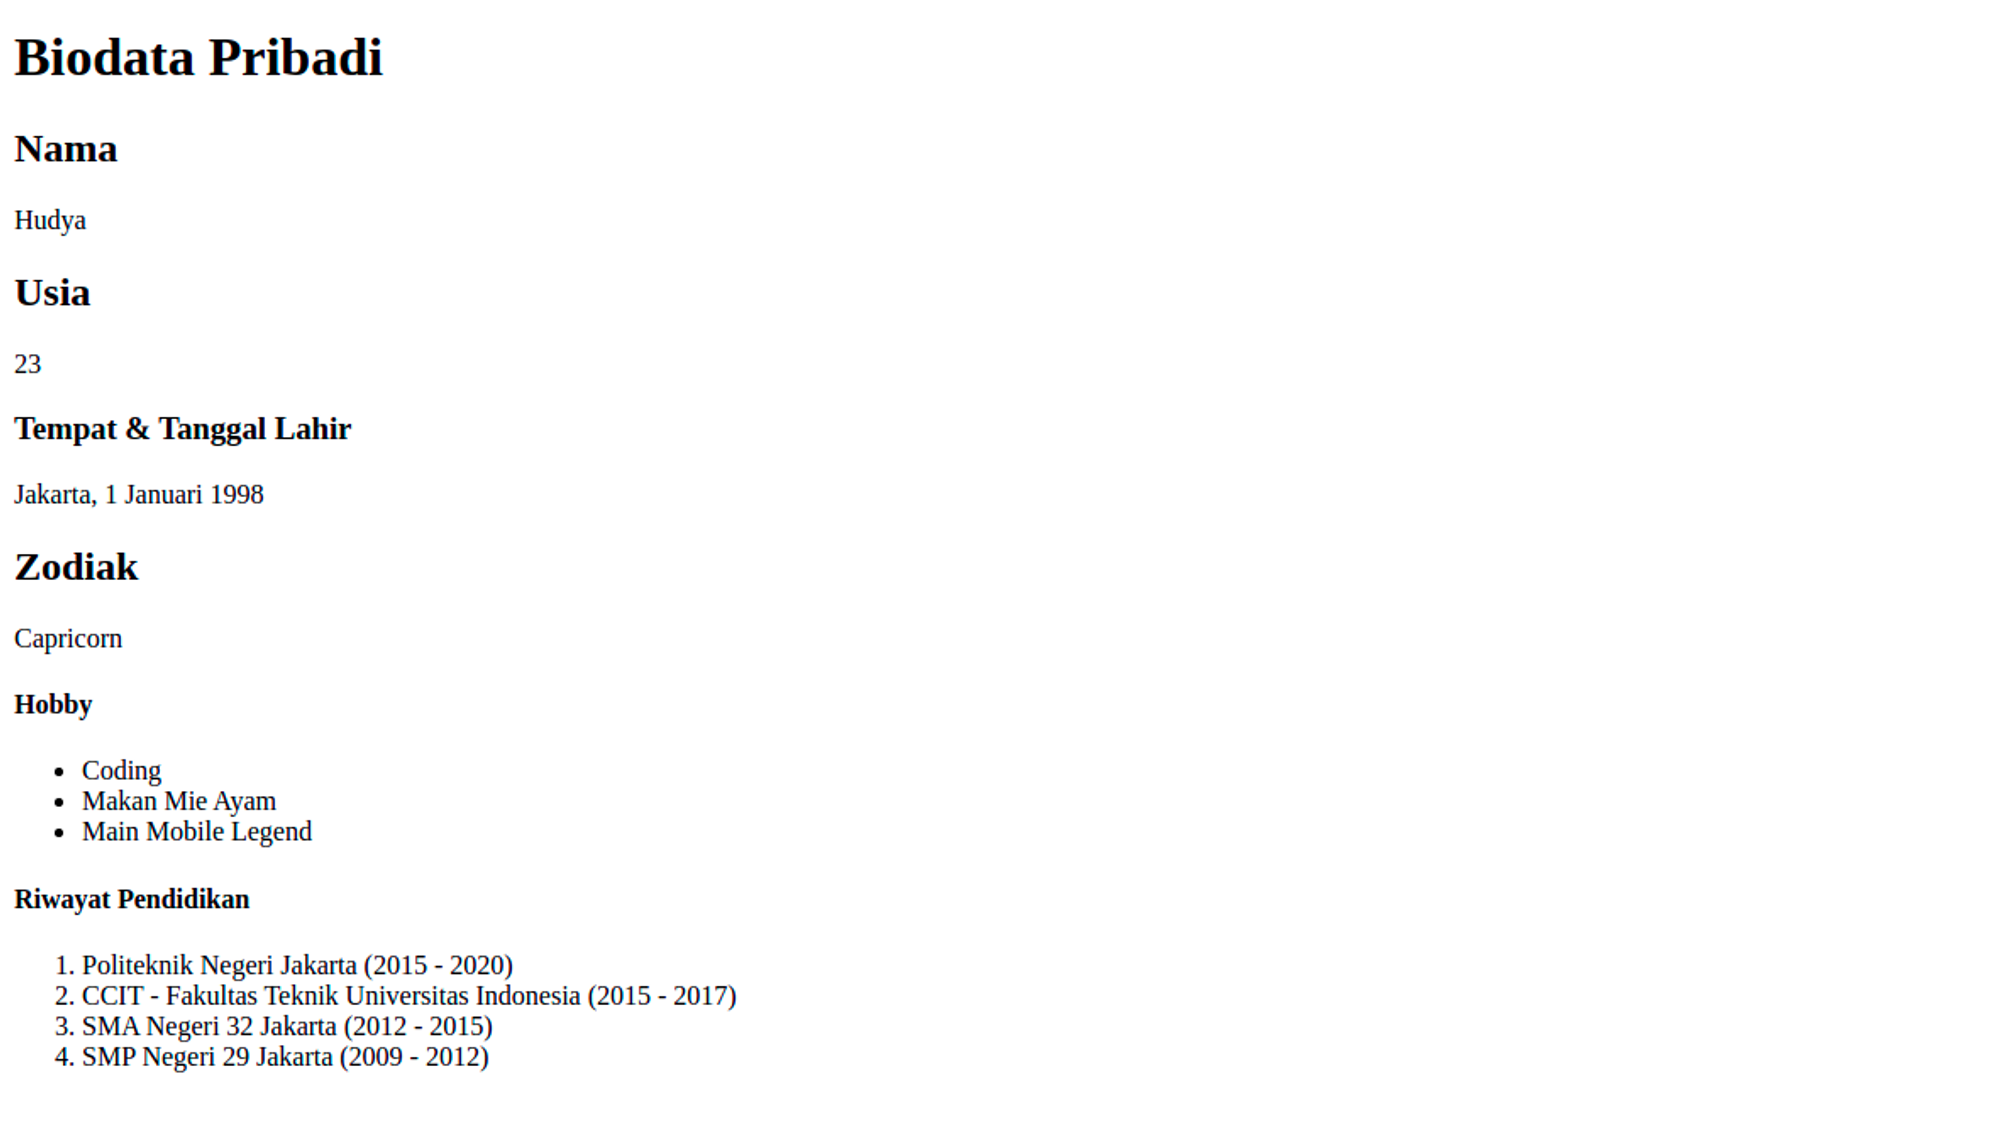 Biodata Pribadi
Nama
Hudya
Usia
23
Tempat & Tanggal Lahir
Jakarta, 1 Januari 1998
Zodiak
Capricorn
Hobby
• Coding
• Makan Mie Ayam
• Main Mobile Legend
Riwayat Pendidikan
1. Politeknik Negeri Jakarta (2015 - 2020)
2. CCIT - Fakultas Teknik Universitas Indonesia (2015 - 2017)
3. SMA Negeri 32 Jakarta (2012 - 2015)
4. SMP Negeri 29 Jakarta (2009 - 2012)